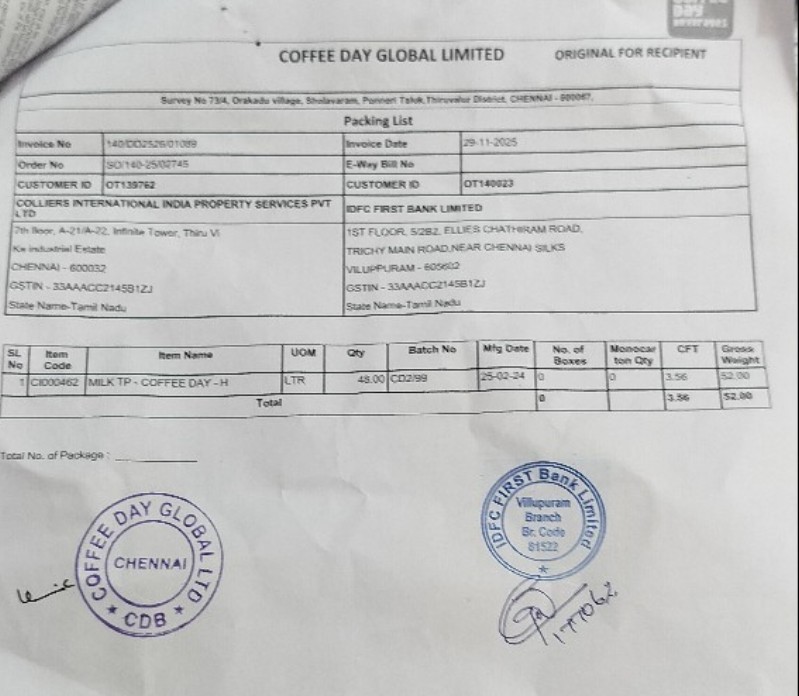 DAY
COFFEE DAY GLOBAL LIMITED ORIGINAL FOR RECIPIENT
Survey No 73/4, Orakadu village, Sholavaram, Ponneri Taluk, Thiruvallur District, CHENNAI - 600067.
Packing List
Invoice No 140/DO2526/01089 Invoice Date 29-11-2025
Order No SO/140-25/02745 E-Way Bill No
CUSTOMER ID OT139762 CUSTOMER ID OT140023
COLLIERS INTERNATIONAL INDIA PROPERTY SERVICES PVT LTD IDFC FIRST BANK LIMITED
7th floor, A-21/A-22, Infinite Tower, Thiru Vi 1ST FLOOR, 5/2B2, ELLIES CHATHIRAM ROAD,
Ka industrial Estate TRICHY MAIN ROAD,NEAR CHENNAI SILKS
CHENNAI - 600032 VILUPPURAM - 605602
GSTIN - 33AAACC2145B1ZJ GSTIN - 33AAACC2145B1ZJ
State Name-Tamil Nadu State Name-Tamil Nadu
SL No Item Code Item Name UOM Qty Batch No Mfg Date No. of Boxes Monocar ton Qty CFT Gross Weight
1 CI000462 MILK TP - COFFEE DAY - H LTR 48.00 CD2/99 25-02-24 0 0 3.56 52.00
Total 0 3.56 52.00
Total No. of Package :
COFFEE DAY GLOBAL LTD
CHENNAI
CDB
IDFC FIRST Bank Limited
Villupuram
Branch
Br. Code
81522
177062